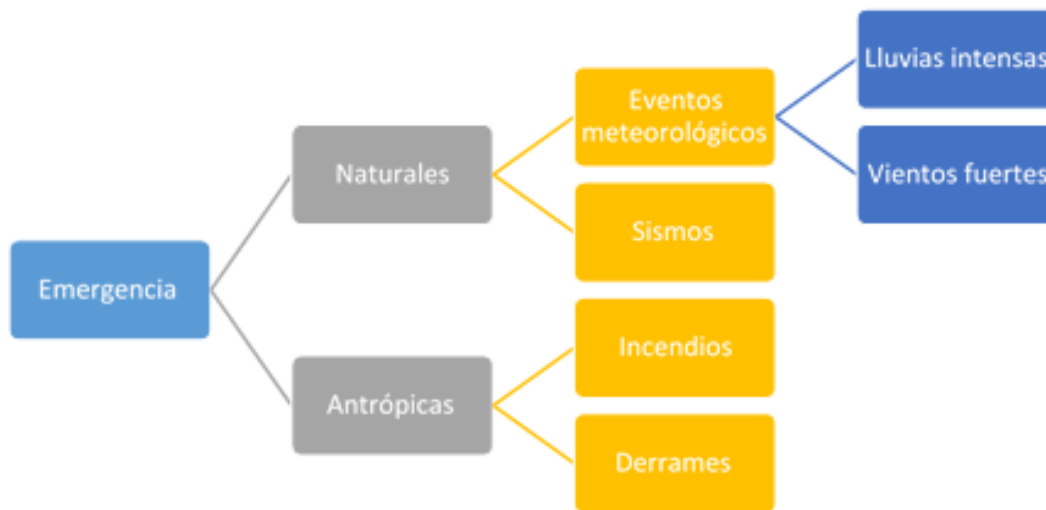 Lluvias intensas
Eventos
meteorológicos
Naturales
Vientos fuertes
Sismos
Emergencia
Incendios
Antrópicas
Derrames